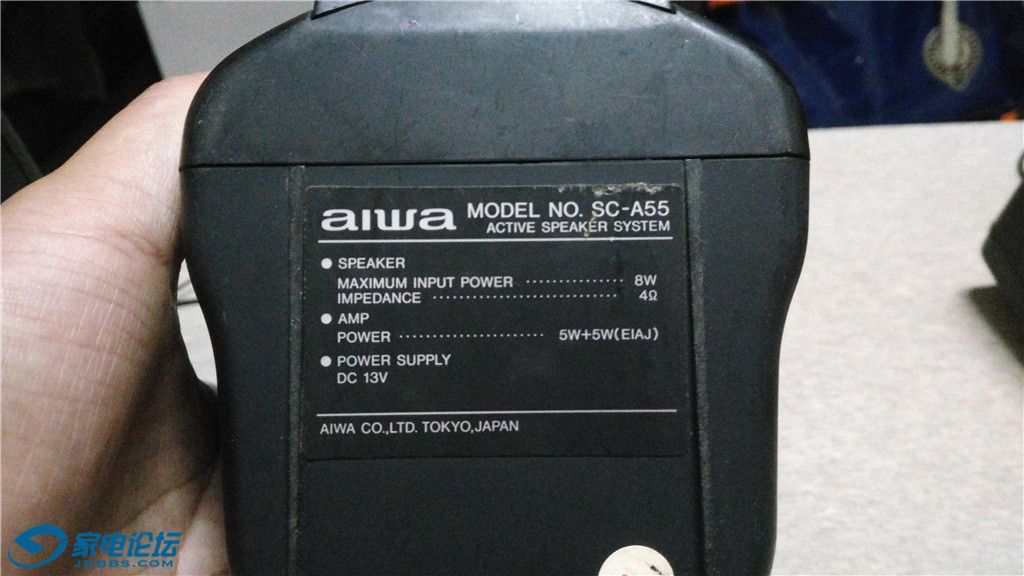 aiwa MODEL NO. SC-A55
ACTIVE SPEAKER SYSTEM
● SPEAKER
MAXIMUM INPUT POWER ··············· 8W
IMPEDANCE ···························· 4Ω
● AMP
POWER ······················ 5W+5W(EIAJ)
● POWER SUPPLY
DC 13V
AIWA CO.,LTD. TOKYO,JAPAN
家电论坛
JDBBS.COM